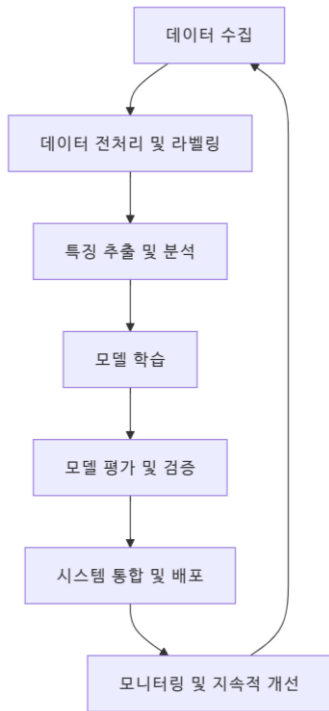 데이터 수집
데이터 전처리 및 라벨링
특징 추출 및 분석
모델 학습
모델 평가 및 검증
시스템 통합 및 배포
모니터링 및 지속적 개선